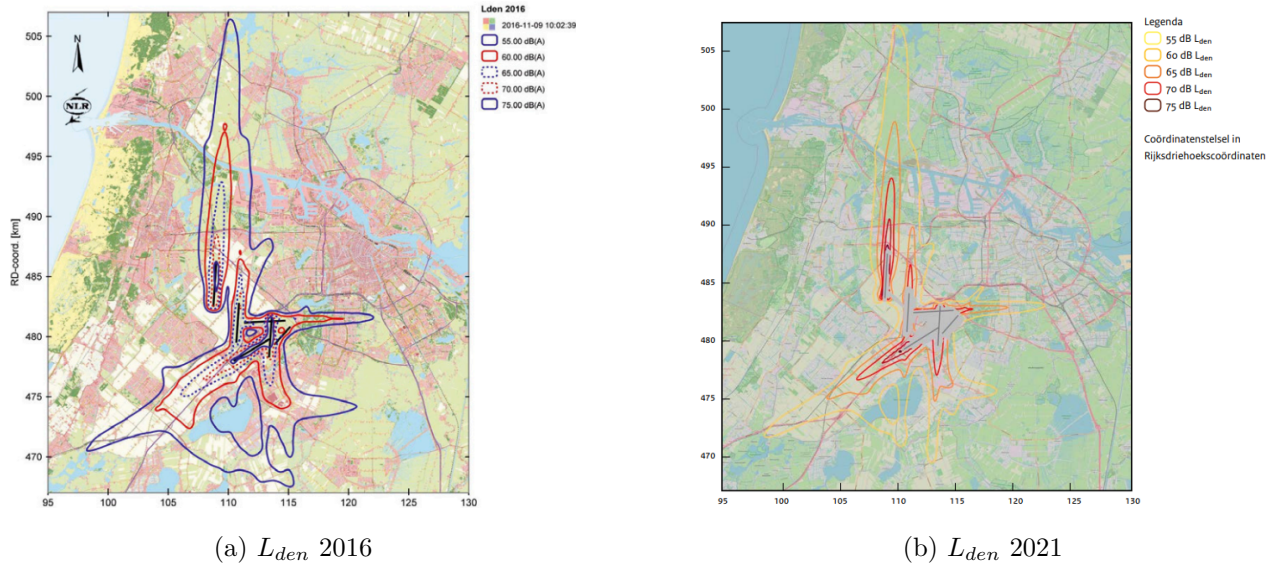 Lden 2016
2016-11-09 10:02:39
55.00 dB(A)
60.00 dB(A)
65.00 dB(A)
70.00 dB(A)
75.00 dB(A)
N
NLR
RD-coord. [km]
505
500
495
490
485
480
475
470
95
100
105
110
115
120
125
130
(a) Lden 2016
Legenda
55 dB Lden
60 dB Lden
65 dB Lden
70 dB Lden
75 dB Lden
Coördinatenstelsel in
Rijksdriehoekscoördinaten
505
500
495
490
485
480
475
470
95
100
105
110
115
120
125
130
(b) Lden 2021